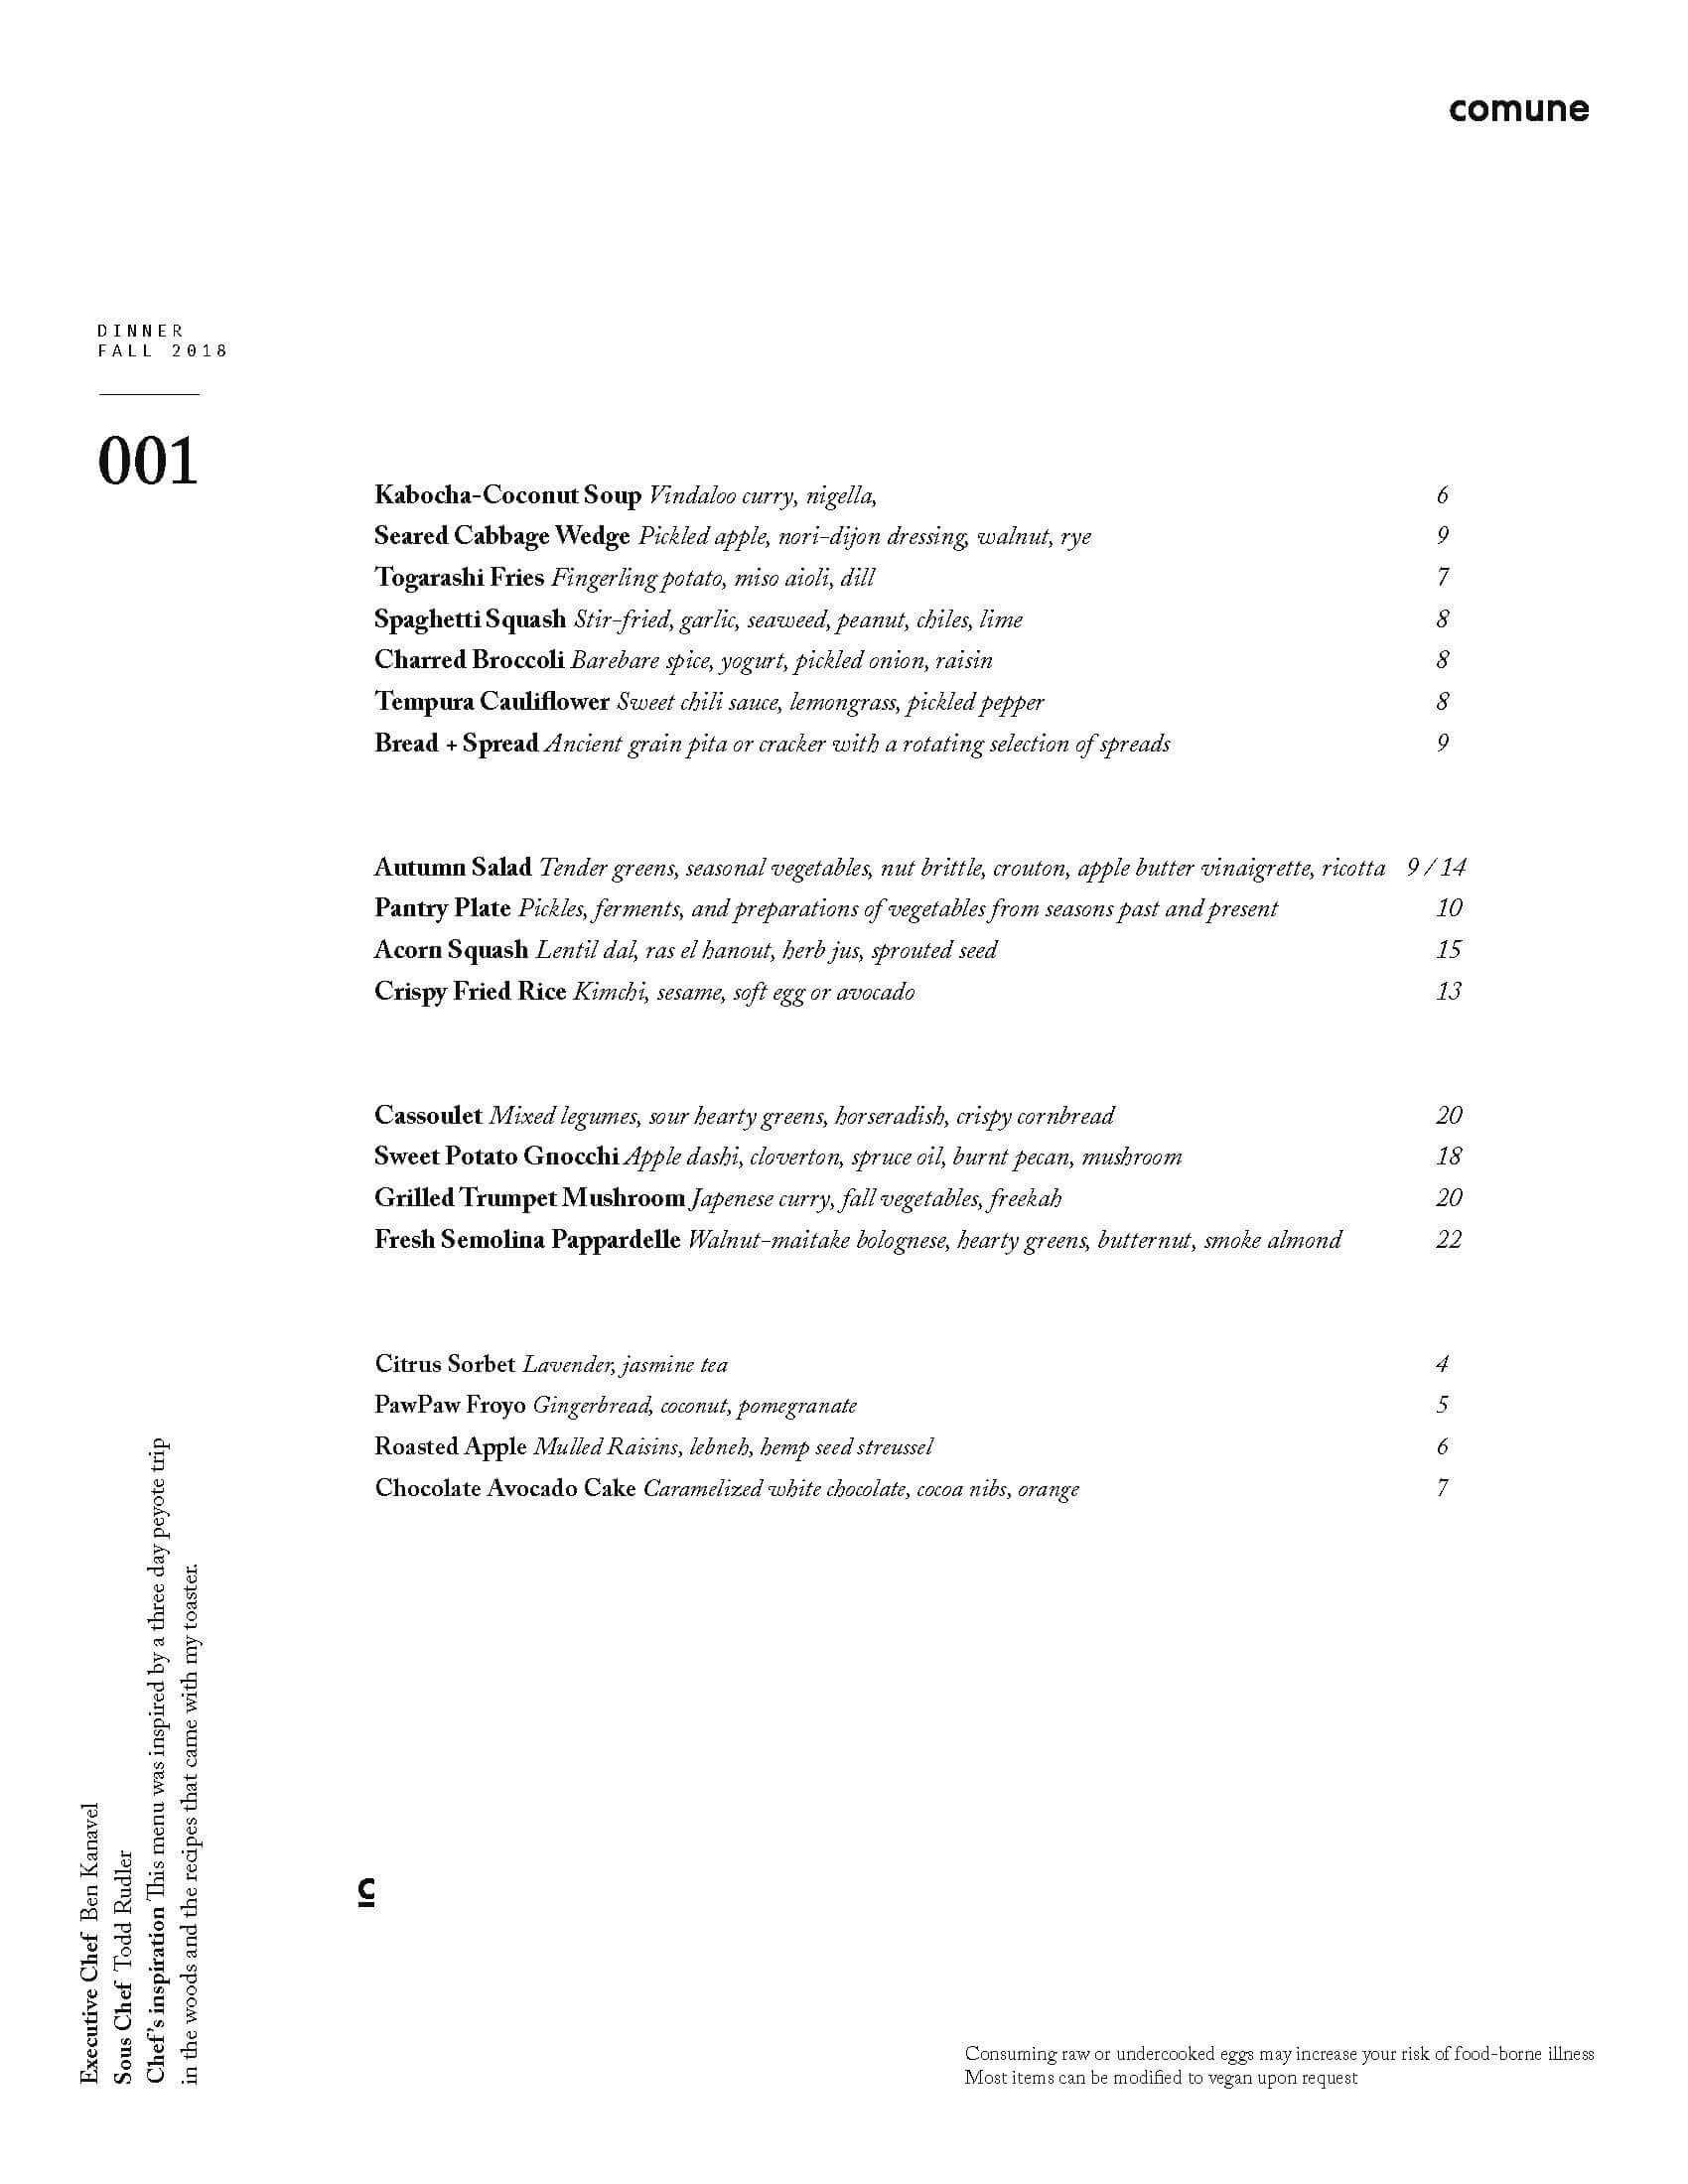 comune
DINNER
FALL 2018
001
Kabocha-Coconut Soup Vindaloo curry, nigella, 6
Seared Cabbage Wedge Pickled apple, nori-dijon dressing, walnut, rye 9
Togarashi Fries Fingerling potato, miso aioli, dill 7
Spaghetti Squash Stir-fried, garlic, seaweed, peanut, chiles, lime 8
Charred Broccoli Barebare spice, yogurt, pickled onion, raisin 8
Tempura Cauliflower Sweet chili sauce, lemongrass, pickled pepper 8
Bread + Spread Ancient grain pita or cracker with a rotating selection of spreads 9
Autumn Salad Tender greens, seasonal vegetables, nut brittle, crouton, apple butter vinaigrette, ricotta 9 / 14
Pantry Plate Pickles, ferments, and preparations of vegetables from seasons past and present 10
Acorn Squash Lentil dal, ras el hanout, herb jus, sprouted seed 15
Crispy Fried Rice Kimchi, sesame, soft egg or avocado 13
Cassoulet Mixed legumes, sour hearty greens, horseradish, crispy cornbread 20
Sweet Potato Gnocchi Apple dashi, cloverton, spruce oil, burnt pecan, mushroom 18
Grilled Trumpet Mushroom Japenese curry, fall vegetables, freekah 20
Fresh Semolina Pappardelle Walnut-maitake bolognese, hearty greens, butternut, smoke almond 22
Citrus Sorbet Lavender, jasmine tea 4
PawPaw Froyo Gingerbread, coconut, pomegranate 5
Roasted Apple Mulled Raisins, lebneh, hemp seed streussel 6
Chocolate Avocado Cake Caramelized white chocolate, cocoa nibs, orange 7
Executive Chef Ben Kanavel
Sous Chef Todd Rudler
Chef's inspiration This menu was inspired by a three day peyote trip
in the woods and the recipes that came with my toaster.
c
Consuming raw or undercooked eggs may increase your risk of food-borne illness
Most items can be modified to vegan upon request